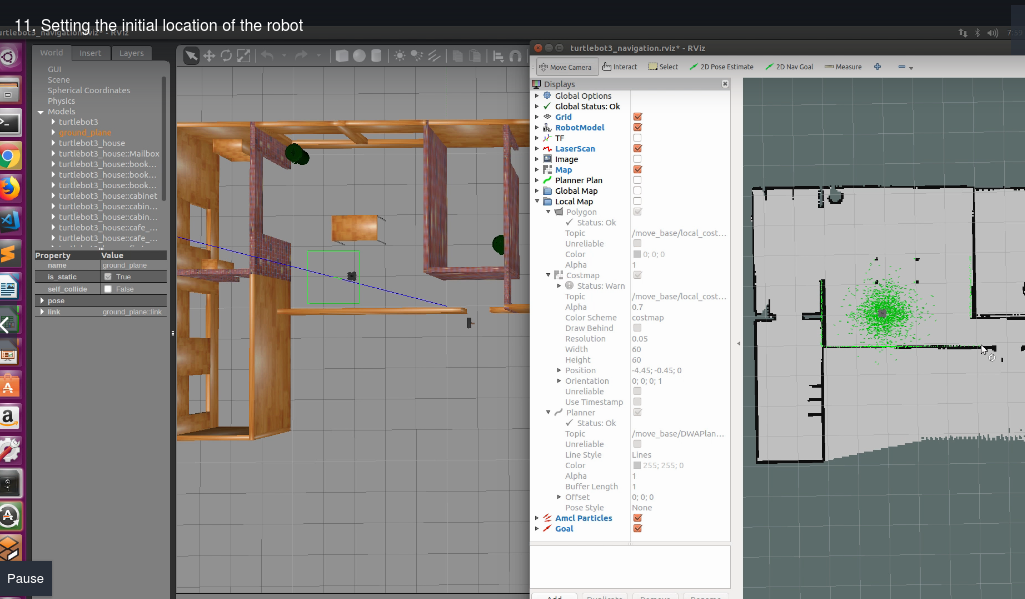 11. Setting the initial location of the robot
turtlebot3_navigation.rviz* - RViz
World Insert Layers
GUI
Scene
Spherical Coordinates
Physics
Models
turtlebot3
ground_plane
turtlebot3_house
turtlebot3_house::Mailbox
turtlebot3_house::book...
turtlebot3_house::book...
turtlebot3_house::book...
turtlebot3_house::cabinet
turtlebot3_house::cabin...
turtlebot3_house::cabin...
turtlebot3_house::cafe_...
turtlebot3_house::cafe_...
Property Value
name ground_plane
is_static True
self_collide False
pose
link ground_plane::link
Move Camera Interact Select 2D Pose Estimate 2D Nav Goal Measure
Displays
Global Options
Global Status: Ok
Grid
RobotModel
TF
LaserScan
Image
Map
Planner Plan
Global Map
Local Map
Polygon
Status: Ok
Topic /move_base/local_cost...
Unreliable
Color 0; 0; 0
Alpha 1
Costmap
Status: Warn
Topic /move_base/local_cost...
Alpha 0.7
Color Scheme costmap
Draw Behind
Resolution 0.05
Width 60
Height 60
Position -4.45; -0.45; 0
Orientation 0; 0; 0; 1
Unreliable
Use Timestamp
Planner
Status: Ok
Topic /move_base/DWAPlan...
Unreliable
Line Style Lines
Color 255; 255; 0
Alpha 1
Buffer Length 1
Offset 0; 0; 0
Pose Style None
Amcl Particles
Goal
Pause
Add Duplicate Remove Rename